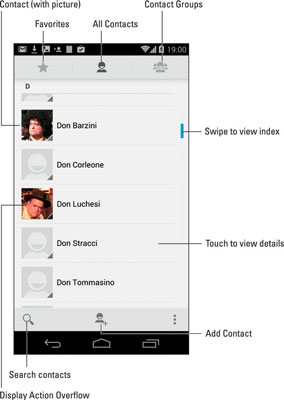 Contact (with picture)
Contact Groups
Favorites
All Contacts
19:00
D
Don Barzini
Swipe to view index
Don Corleone
Don Luchesi
Don Stracci
Touch to view details
Don Tommasino
Add Contact
Search contacts
Display Action Overflow